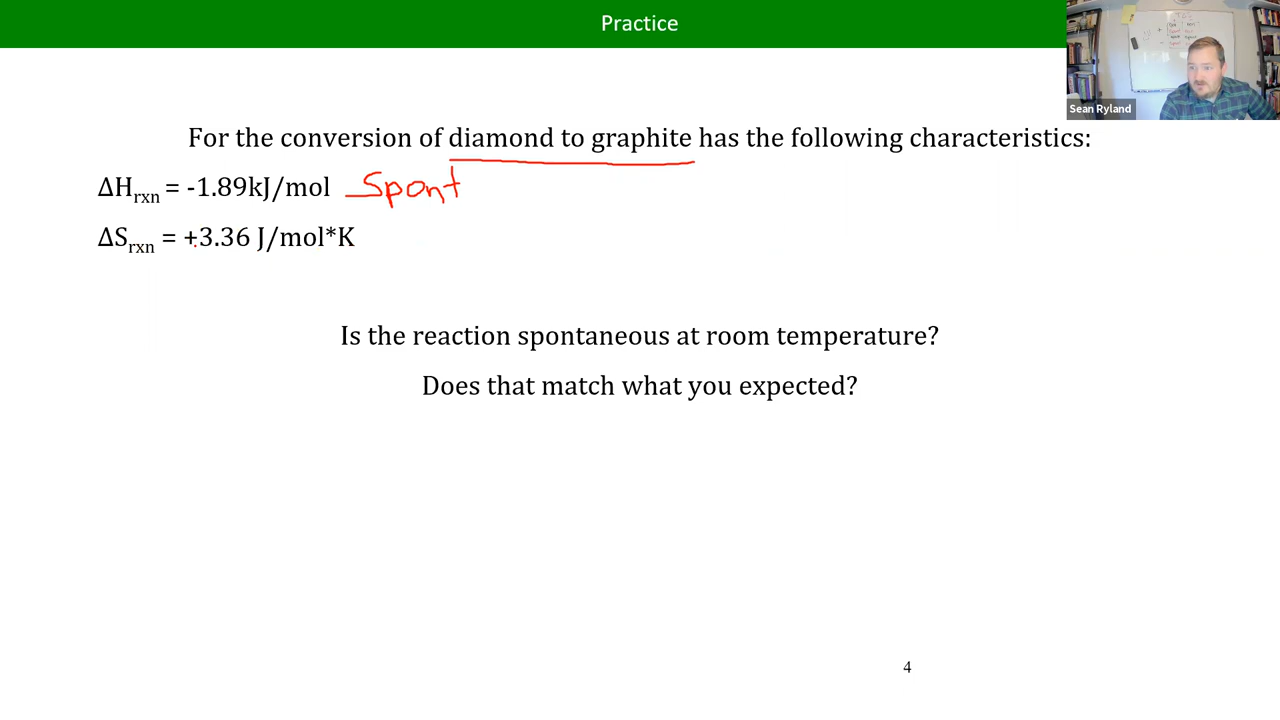 Practice
Sean Ryland
For the conversion of diamond to graphite has the following characteristics:
ΔHrxn = -1.89kJ/mol Spont
ΔSrxn = +3.36 J/mol*K
Is the reaction spontaneous at room temperature?
Does that match what you expected?
4